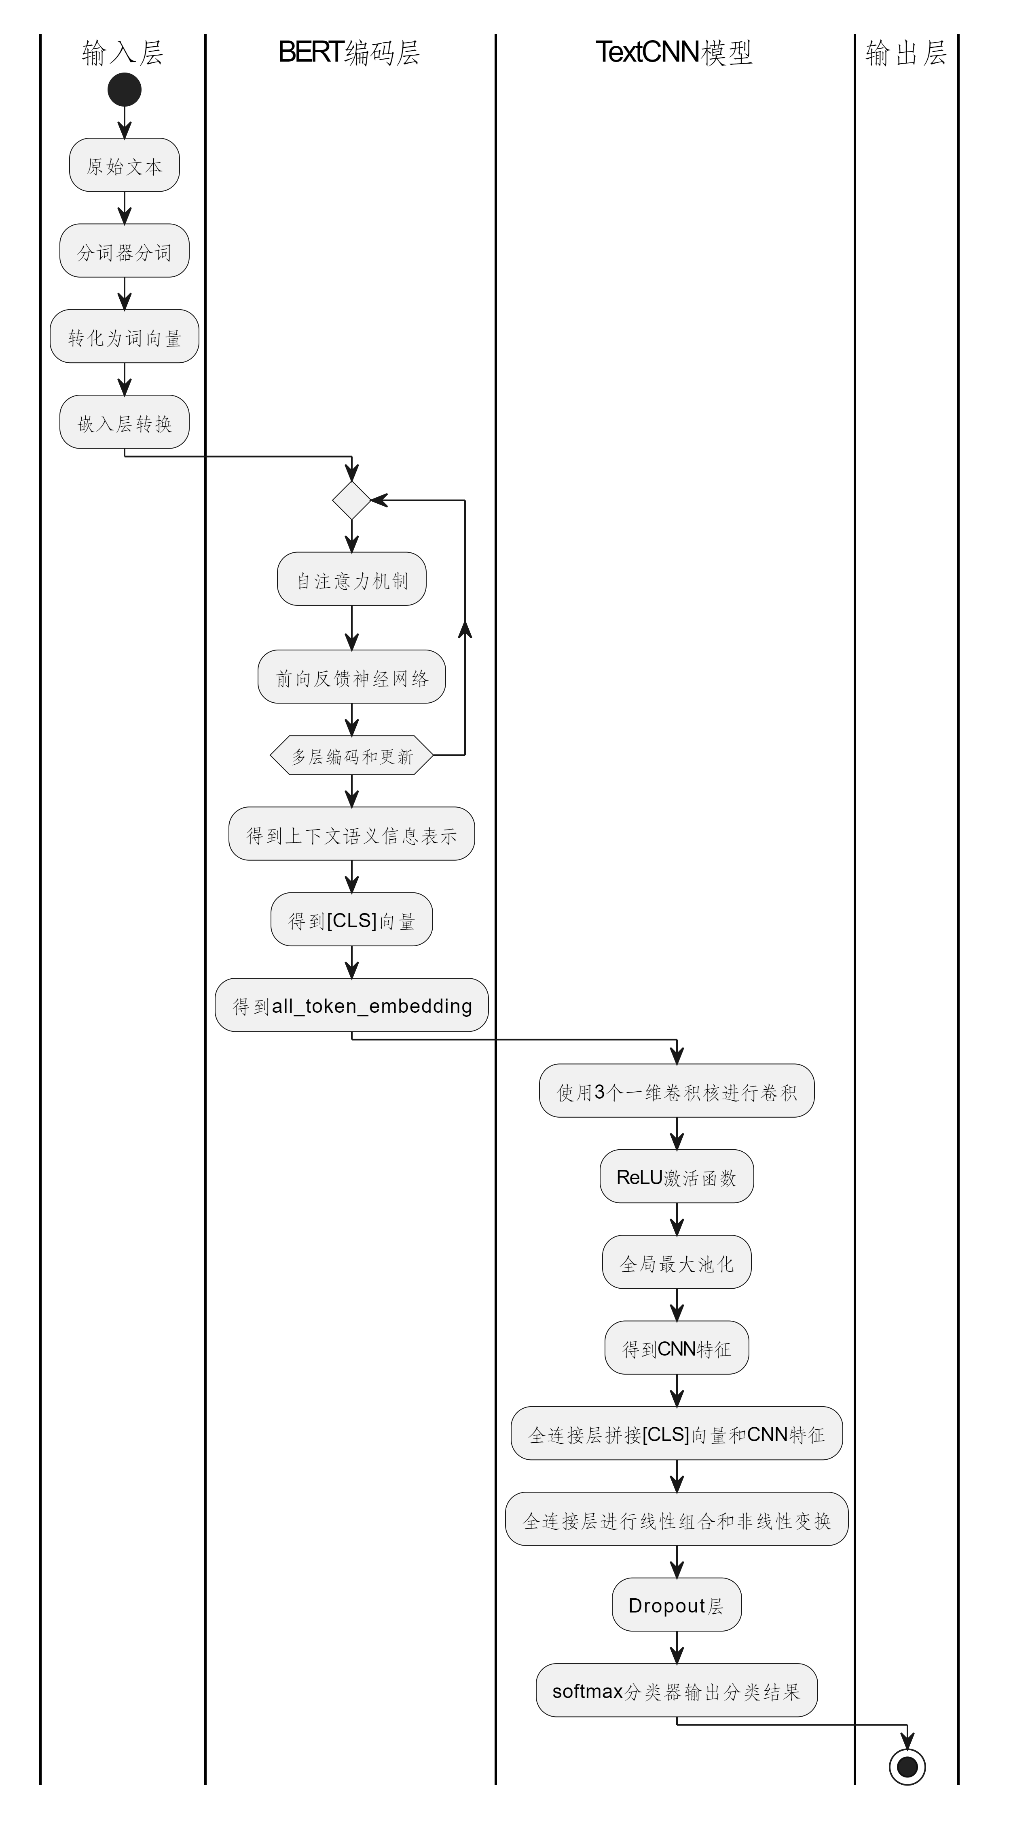 输入层
BERT编码层
TextCNN模型
输出层
原始文本
分词器分词
转化为词向量
嵌入层转换
自注意力机制
前向反馈神经网络
多层编码和更新
得到上下文语义信息表示
得到[CLS]向量
得到all_token_embedding
使用3个一维卷积核进行卷积
ReLU激活函数
全局最大池化
得到CNN特征
全连接层拼接[CLS]向量和CNN特征
全连接层进行线性组合和非线性变换
Dropout层
softmax分类器输出分类结果